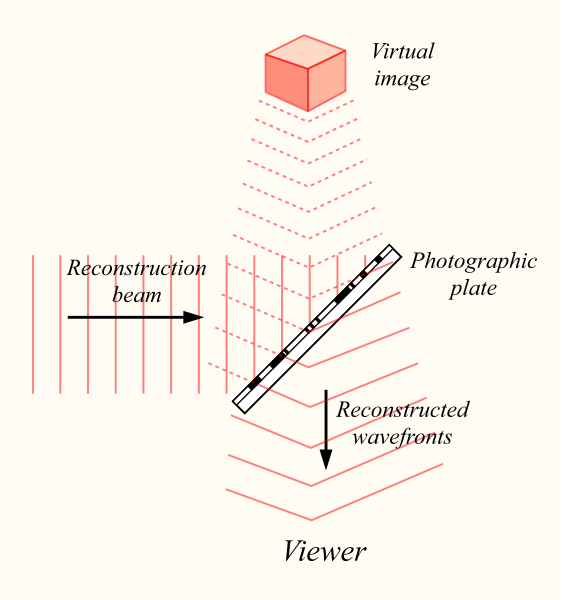 Virtual
image
Reconstruction
beam
Photographic
plate
Reconstructed
wavefronts
Viewer